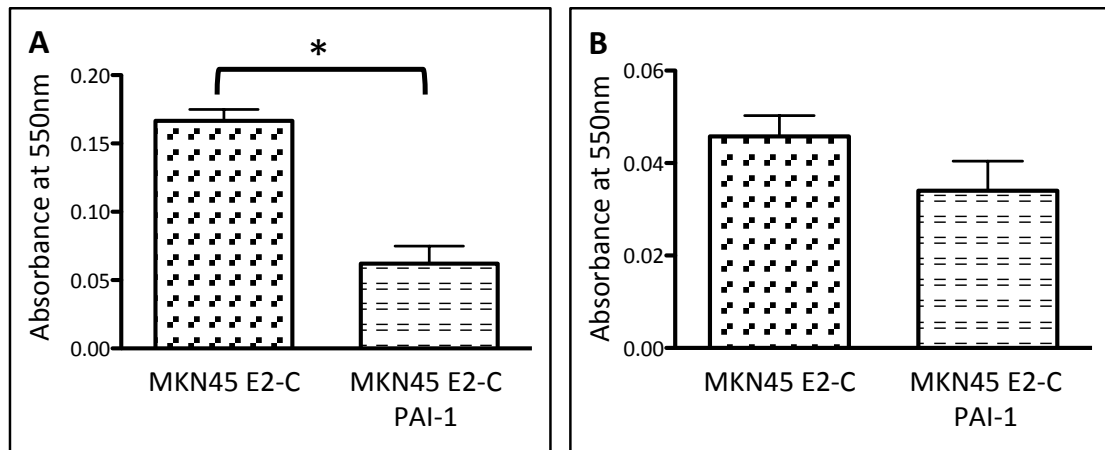 A
*
Absorbance at 550nm
0.20
0.15
0.10
0.05
0.00
MKN45 E2-C
MKN45 E2-C
PAI-1
B
Absorbance at 550nm
0.06
0.04
0.02
0.00
MKN45 E2-C
MKN45 E2-C
PAI-1